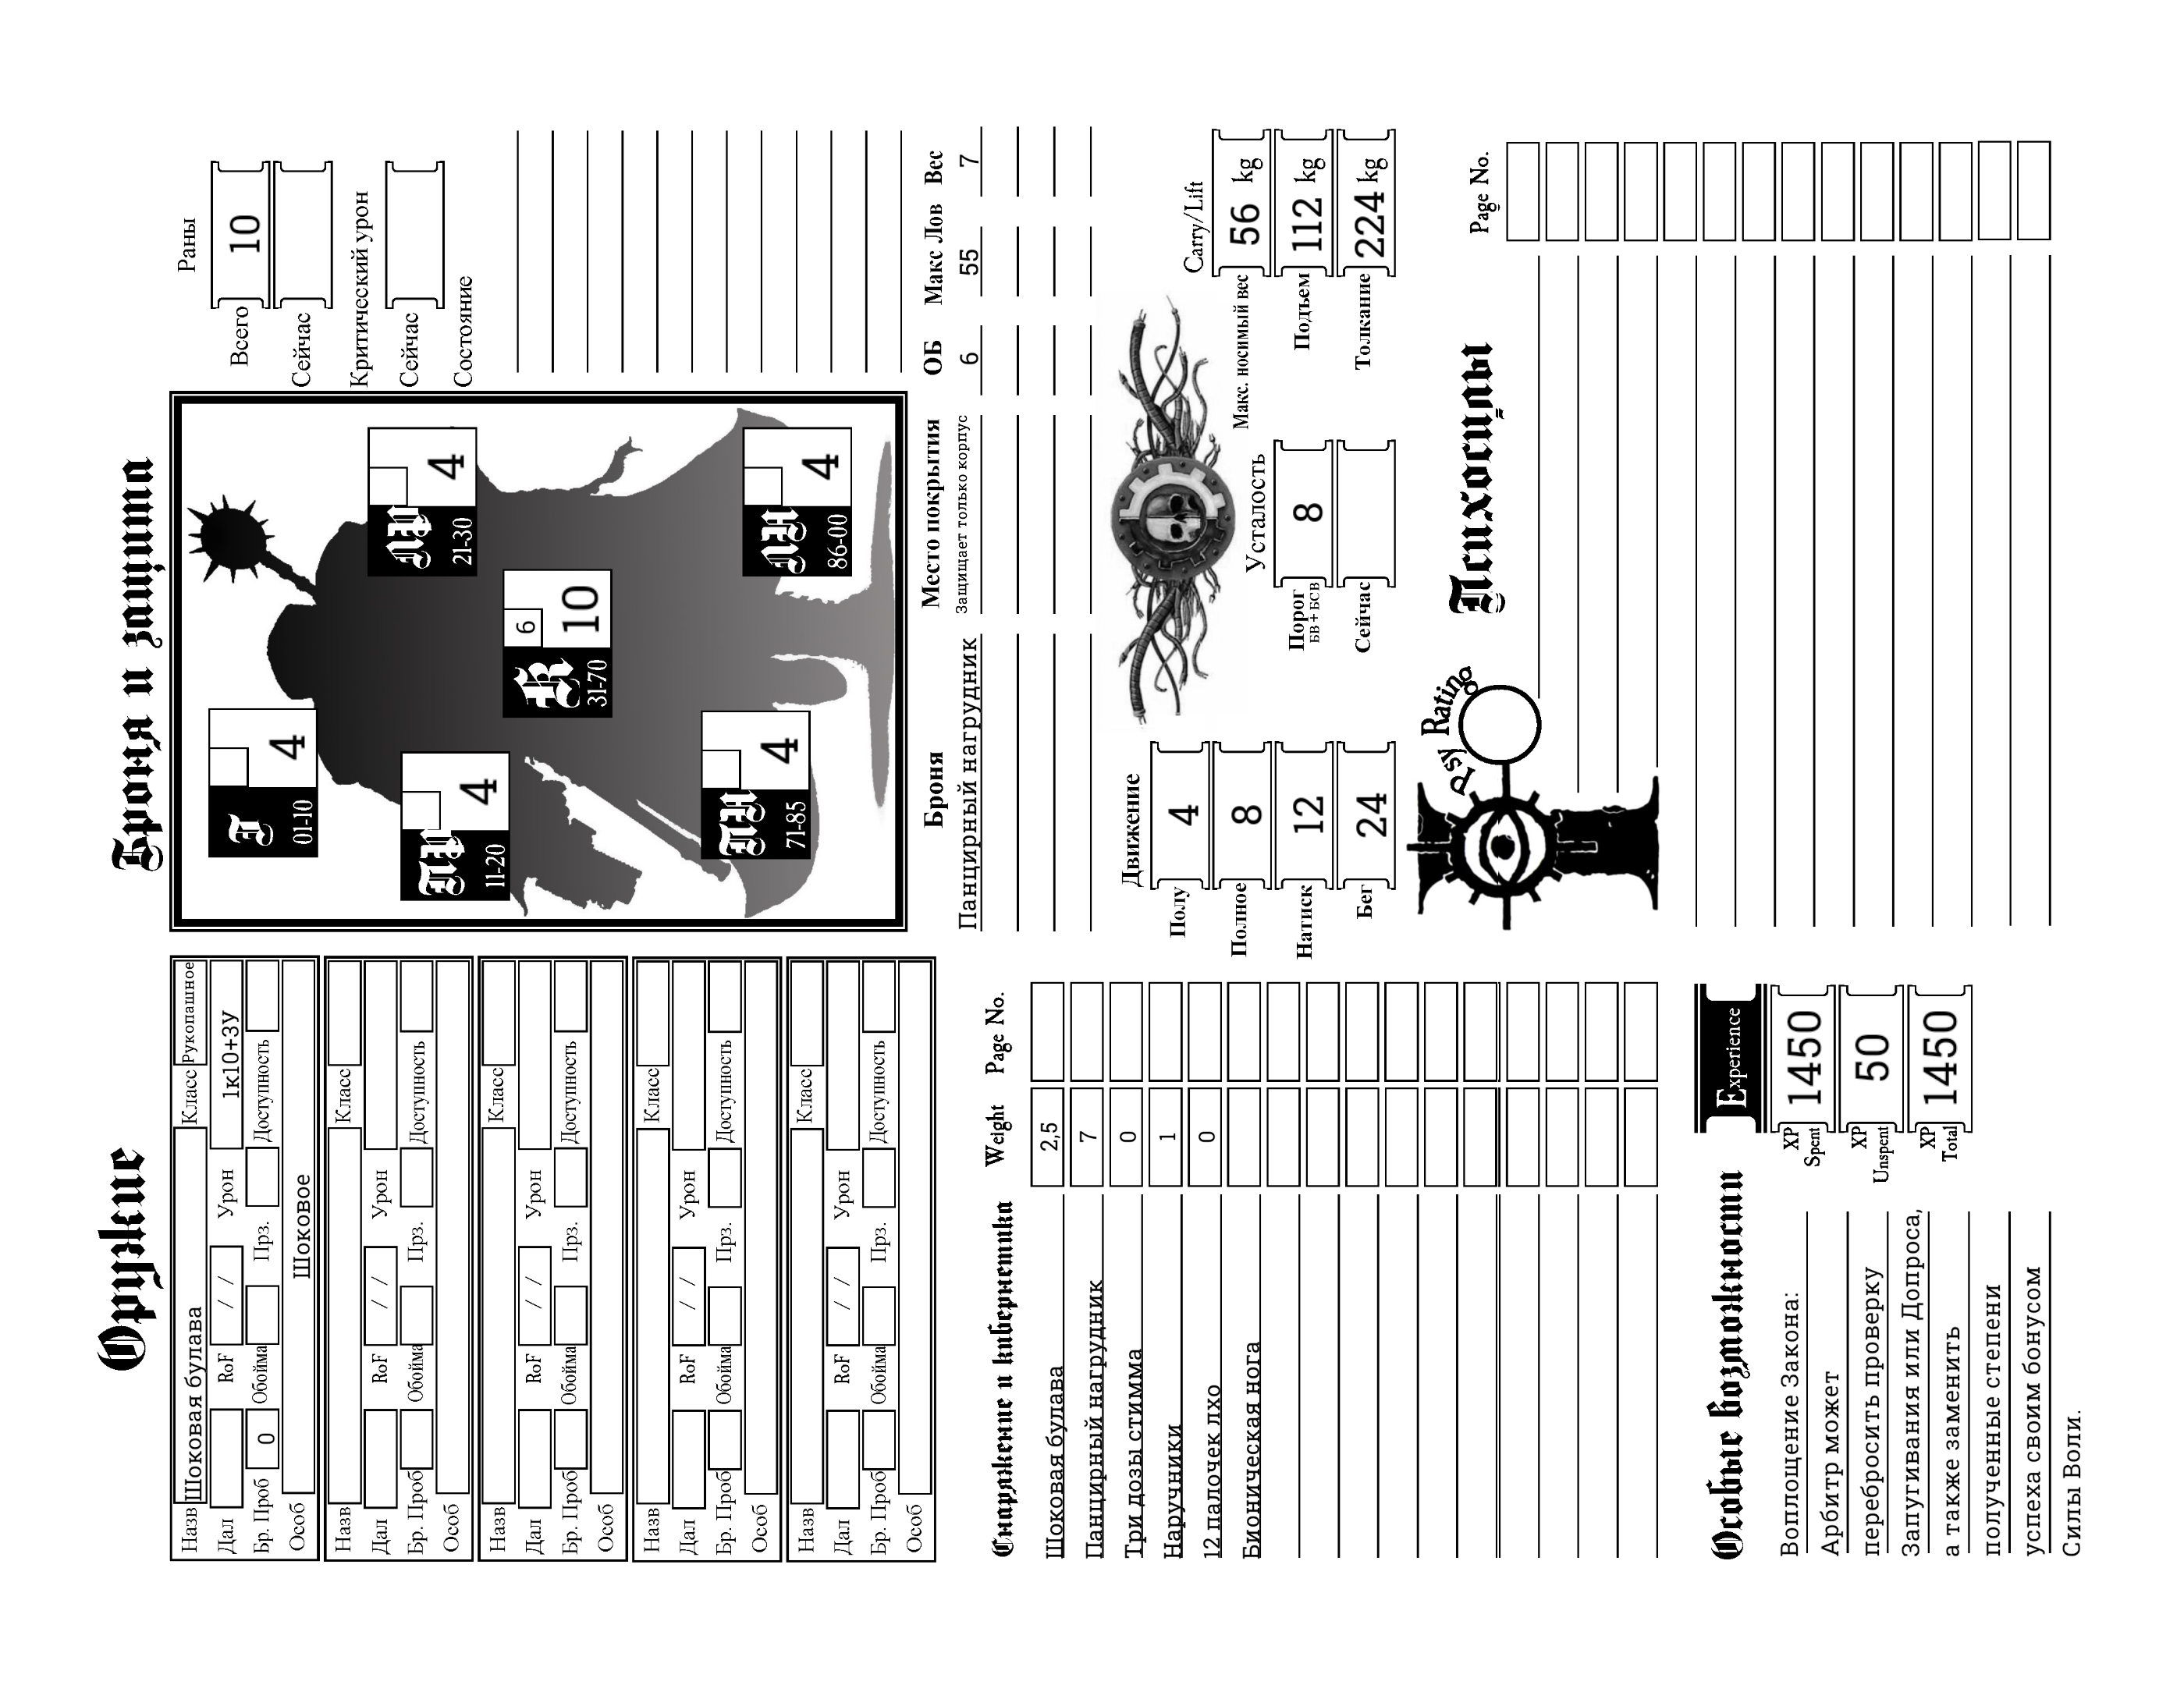 Оружие
Назв Шоковая булава Класс Рукопашное
Дал RoF / / Урон 1к10+3У
Бр. Проб 0 Обойма Прз. Доступность
Особ Шоковое
Назв Класс
Дал RoF / / Урон
Бр. Проб Обойма Прз. Доступность
Особ
Назв Класс
Дал RoF / / Урон
Бр. Проб Обойма Прз. Доступность
Особ
Назв Класс
Дал RoF / / Урон
Бр. Проб Обойма Прз. Доступность
Особ
Назв Класс
Дал RoF / / Урон
Бр. Проб Обойма Прз. Доступность
Особ
Снаряжение и кибернетика Weight Page No.
Шоковая булава 2,5
Панцирный нагрудник 7
Три дозы стимма 0
Наручники 1
12 палочек лхо 0
Бионическая нога
Особые возможности
Воплощение Закона:
Арбитр может
перебросить проверку
Запугивания или Допроса,
а также заменить
полученные степени
успеха своим бонусом
Силы Воли.
Experience
XP Spent 1450
XP Unspent 50
XP Total 1450
Броня и защита
Г 01-10 4
ПР 11-20 4
ЛР 21-30 4
К 31-70 6 10
ПН 71-85 4
ЛН 86-00 4
Раны
Всего 10
Сейчас
Критический урон
Сейчас
Состояние
Броня Место покрытия ОБ Макс Лов Вес
Панцирный нагрудник Защищает только корпус 6 55 7
Движение
Полу 4
Полное 8
Натиск 12
Бег 24
Усталость
Порог БВ+БСВ 8
Сейчас
Carry/Lift
Макс. носимый вес 56 kg
Подъем 112 kg
Толкание 224 kg
Psy Rating
Психосилы
Page No.